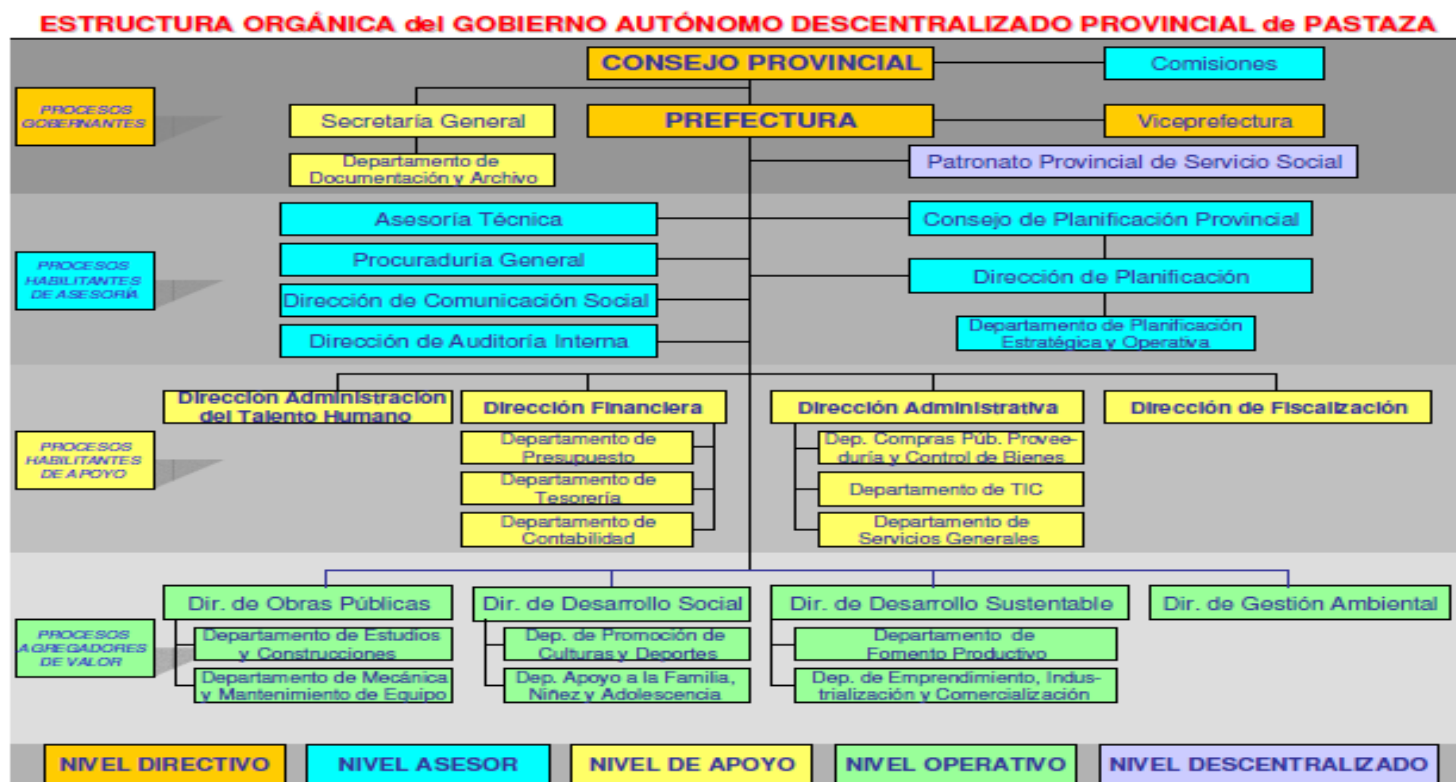 ESTRUCTURA ORGÁNICA del GOBIERNO AUTÓNOMO DESCENTRALIZADO PROVINCIAL de PASTAZA
CONSEJO PROVINCIAL
Comisiones
PROCESOS
GOBERNANTES
Secretaría General
PREFECTURA
Viceprefectura
Departamento de
Documentación y Archivo
Patronato Provincial de Servicio Social
PROCESOS
HABILITANTES
DE ASESORÍA
Asesoría Técnica
Consejo de Planificación Provincial
Procuraduría General
Dirección de Planificación
Dirección de Comunicación Social
Dirección de Auditoría Interna
Departamento de Planificación
Estratégica y Operativa
PROCESOS
HABILITANTES
DE APOYO
Dirección Administración
del Talento Humano
Dirección Financiera
Dirección Administrativa
Dirección de Fiscalización
Departamento de
Presupuesto
Departamento de
Tesorería
Departamento de
Contabilidad
Dep. Compras Púb. Provee-
duría y Control de Bienes
Departamento de TIC
Departamento de
Servicios Generales
PROCESOS
AGREGADORES
DE VALOR
Dir. de Obras Públicas
Departamento de Estudios
y Construcciones
Departamento de Mecánica
y Mantenimiento de Equipo
Dir. de Desarrollo Social
Dep. de Promoción de
Culturas y Deportes
Dep. Apoyo a la Familia,
Niñez y Adolescencia
Dir. de Desarrollo Sustentable
Departamento de
Fomento Productivo
Dep. de Emprendimiento, Indus-
trialización y Comercialización
Dir. de Gestión Ambiental
NIVEL DIRECTIVO
NIVEL ASESOR
NIVEL DE APOYO
NIVEL OPERATIVO
NIVEL DESCENTRALIZADO